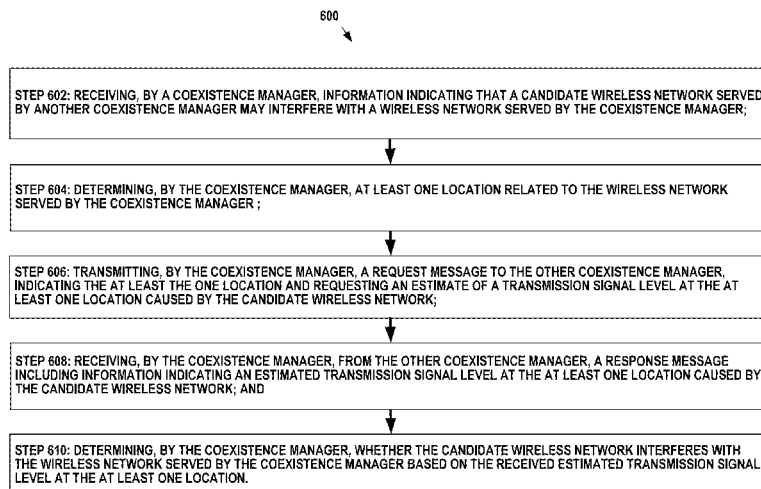 600
STEP 602: RECEIVING, BY A COEXISTENCE MANAGER, INFORMATION INDICATING THAT A CANDIDATE WIRELESS NETWORK SERVED
BY ANOTHER COEXISTENCE MANAGER MAY INTERFERE WITH A WIRELESS NETWORK SERVED BY THE COEXISTENCE MANAGER;
STEP 604: DETERMINING, BY THE COEXISTENCE MANAGER, AT LEAST ONE LOCATION RELATED TO THE WIRELESS NETWORK
SERVED BY THE COEXISTENCE MANAGER ;
STEP 606: TRANSMITTING, BY THE COEXISTENCE MANAGER, A REQUEST MESSAGE TO THE OTHER COEXISTENCE MANAGER,
INDICATING THE AT LEAST THE ONE LOCATION AND REQUESTING AN ESTIMATE OF A TRANSMISSION SIGNAL LEVEL AT THE AT
LEAST ONE LOCATION CAUSED BY THE CANDIDATE WIRELESS NETWORK;
STEP 608: RECEIVING, BY THE COEXISTENCE MANAGER, FROM THE OTHER COEXISTENCE MANAGER, A RESPONSE MESSAGE
INCLUDING INFORMATION INDICATING AN ESTIMATED TRANSMISSION SIGNAL LEVEL AT THE AT LEAST ONE LOCATION CAUSED BY
THE CANDIDATE WIRELESS NETWORK; AND
STEP 610: DETERMINING, BY THE COEXISTENCE MANAGER, WHETHER THE CANDIDATE WIRELESS NETWORK INTERFERES WITH
THE WIRELESS NETWORK SERVED BY THE COEXISTENCE MANAGER BASED ON THE RECEIVED ESTIMATED TRANSMISSION SIGNAL
LEVEL AT THE AT LEAST ONE LOCATION.